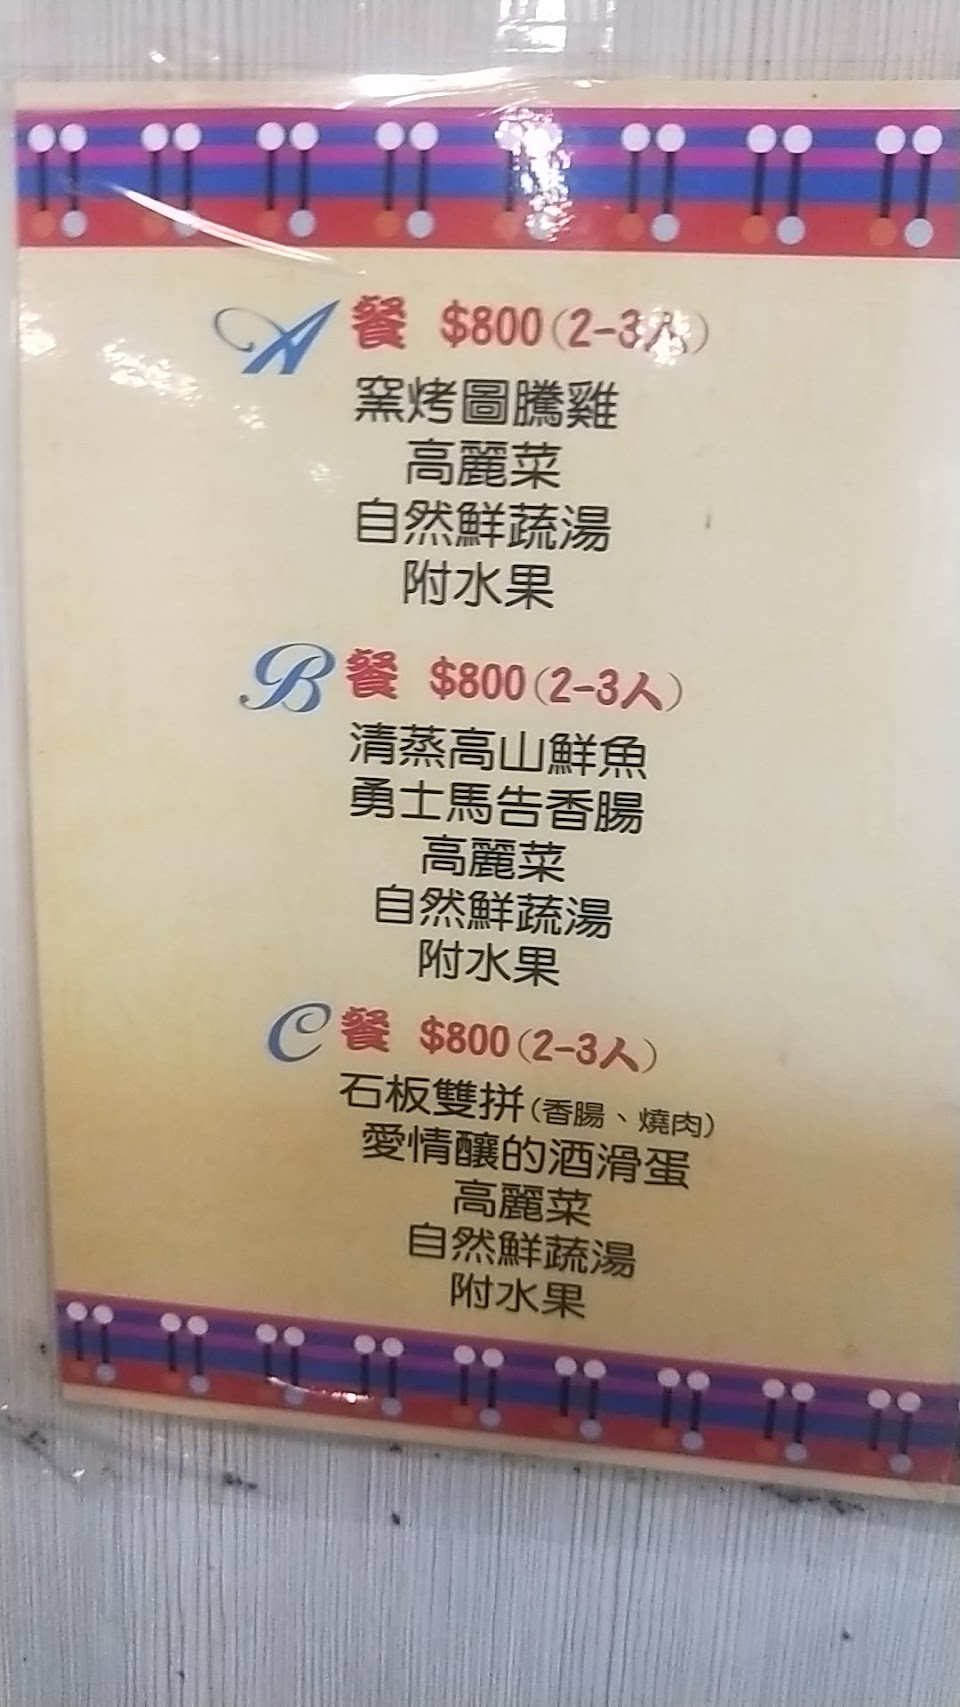 A餐 $800(2-3人)
窯烤圖騰雞
高麗菜
自然鮮蔬湯
附水果
B餐 $800(2-3人)
清蒸高山鮮魚
勇士馬告香腸
高麗菜
自然鮮蔬湯
附水果
C餐 $800(2-3人)
石板雙拼(香腸、燒肉)
愛情釀的酒滑蛋
高麗菜
自然鮮蔬湯
附水果